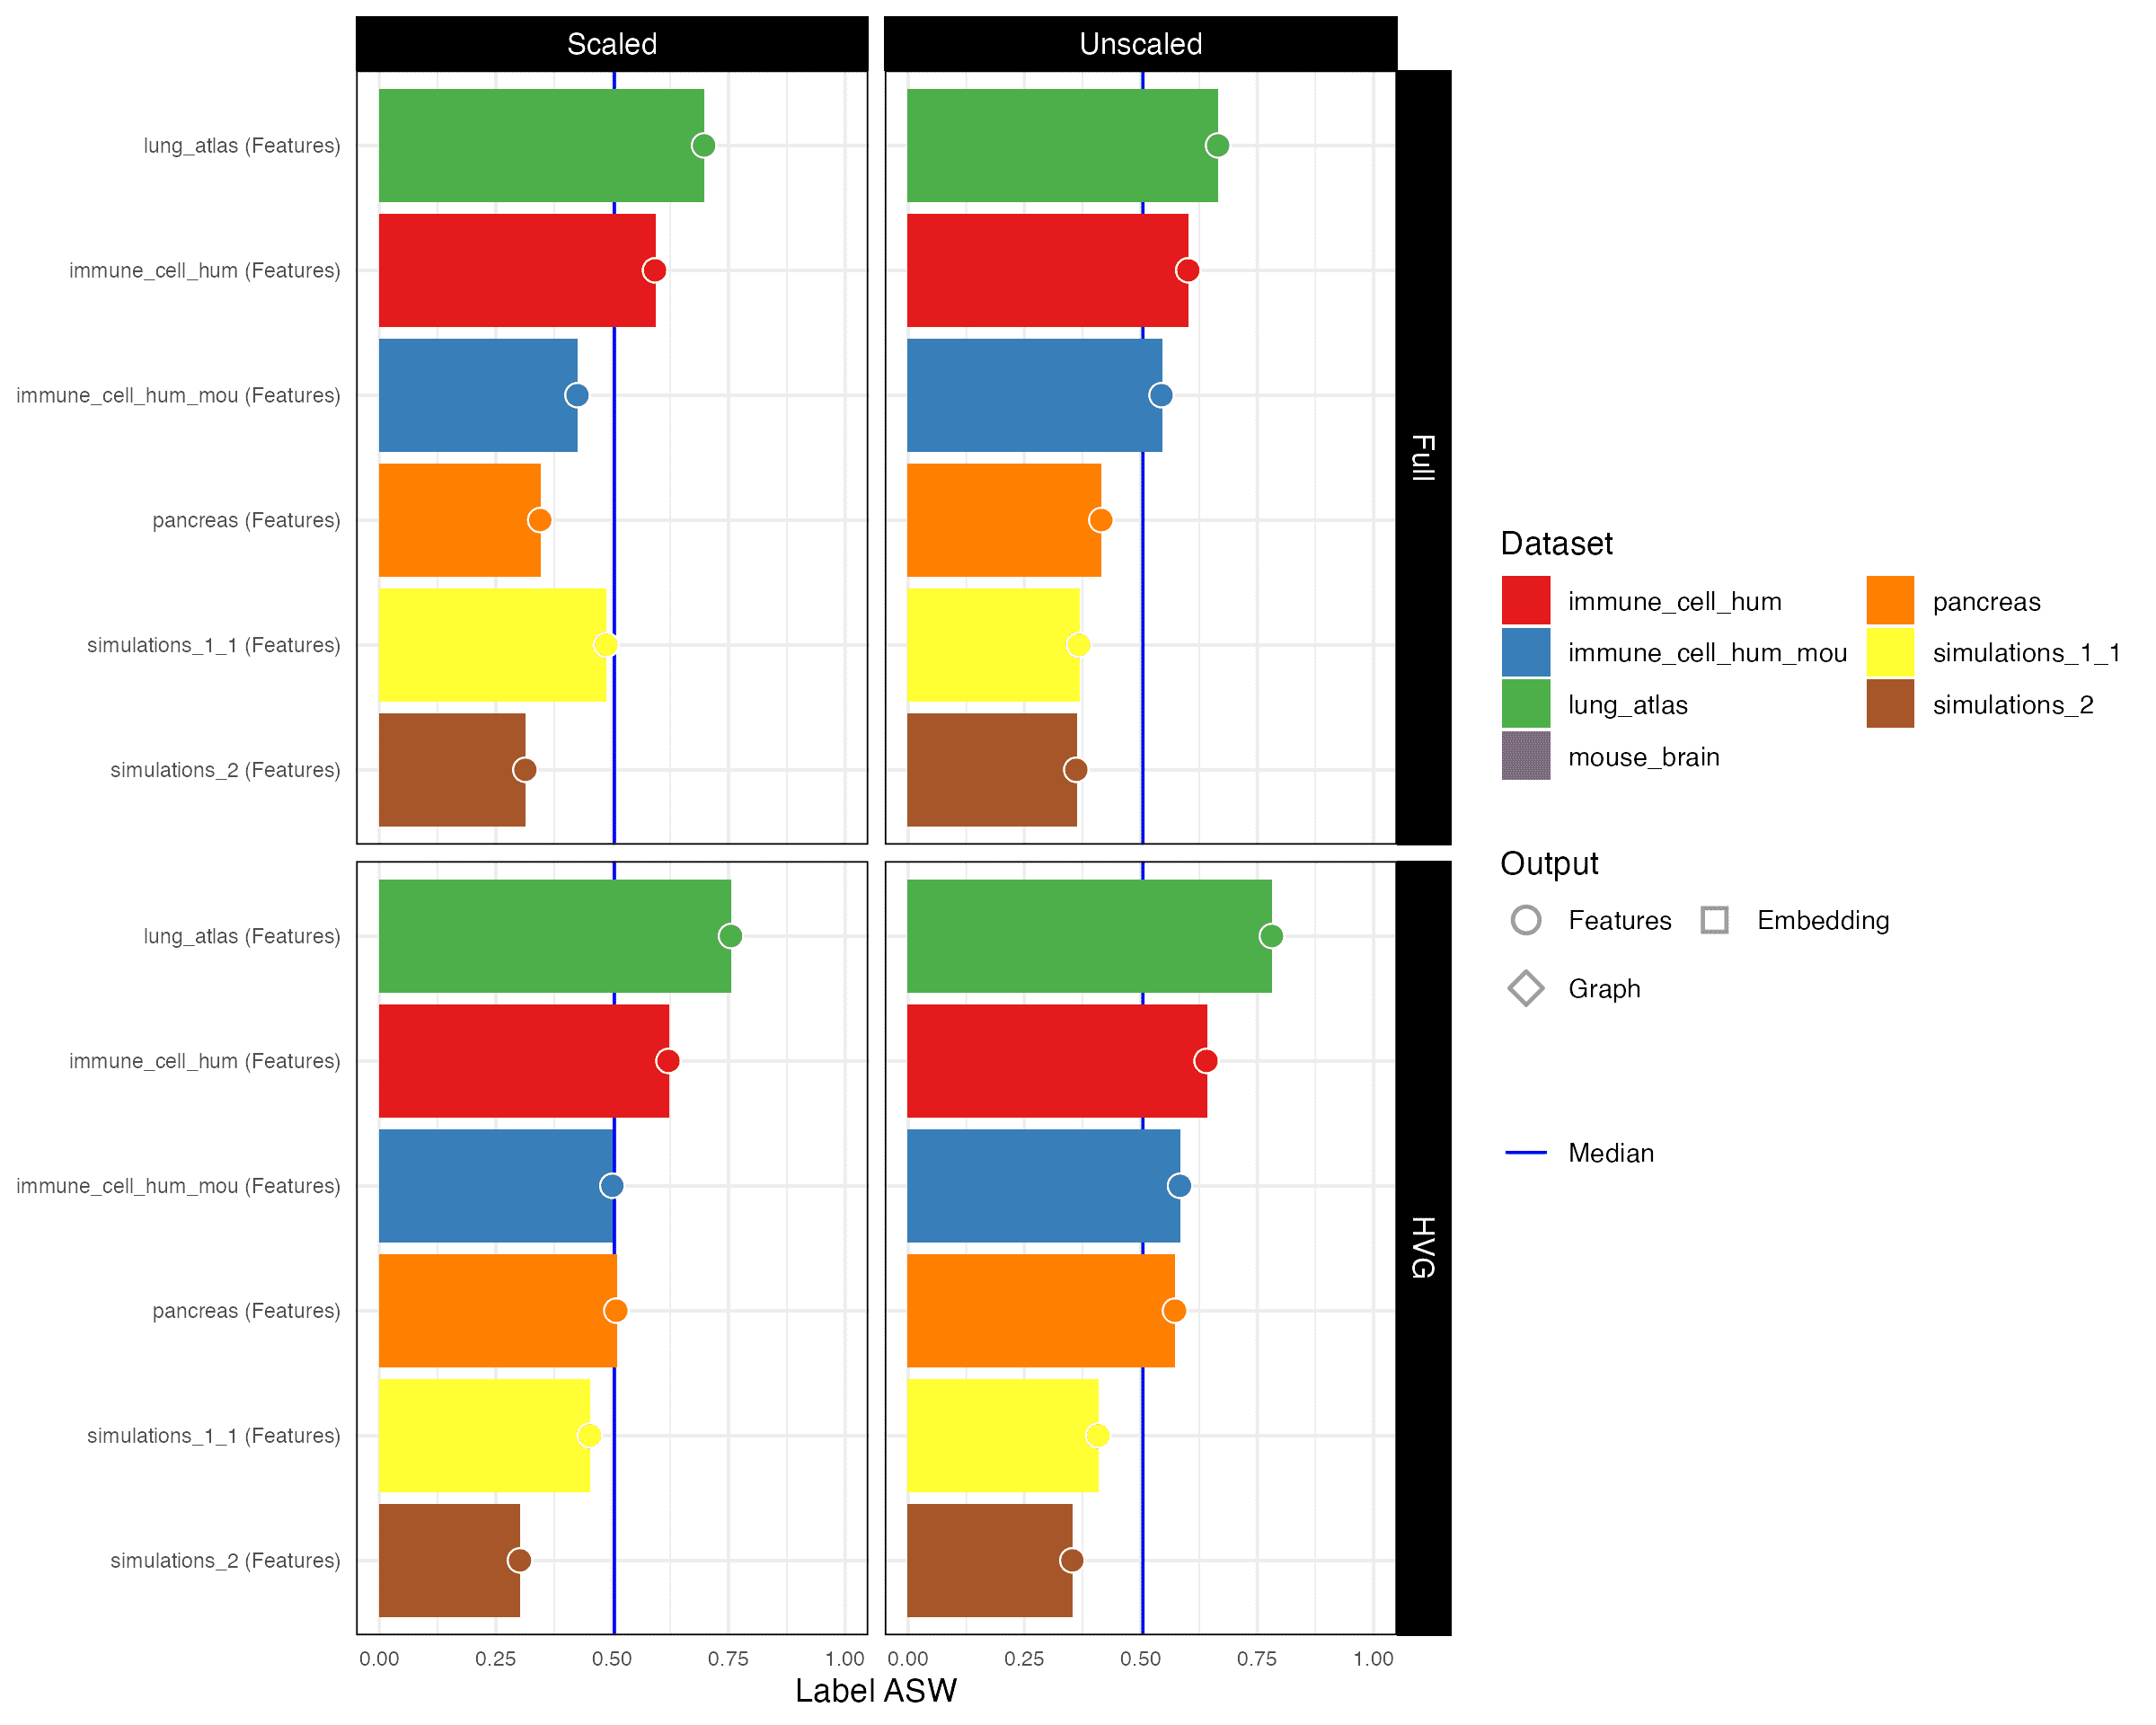 Scaled
Unscaled
lung_atlas (Features)
immune_cell_hum (Features)
immune_cell_hum_mou (Features)
pancreas (Features)
simulations_1_1 (Features)
simulations_2 (Features)
Full
lung_atlas (Features)
immune_cell_hum (Features)
immune_cell_hum_mou (Features)
pancreas (Features)
simulations_1_1 (Features)
simulations_2 (Features)
HVG
0.00 0.25 0.50 0.75 1.00
0.00 0.25 0.50 0.75 1.00
Label ASW
Dataset
immune_cell_hum
immune_cell_hum_mou
lung_atlas
mouse_brain
pancreas
simulations_1_1
simulations_2
Output
Features
Embedding
Graph
Median